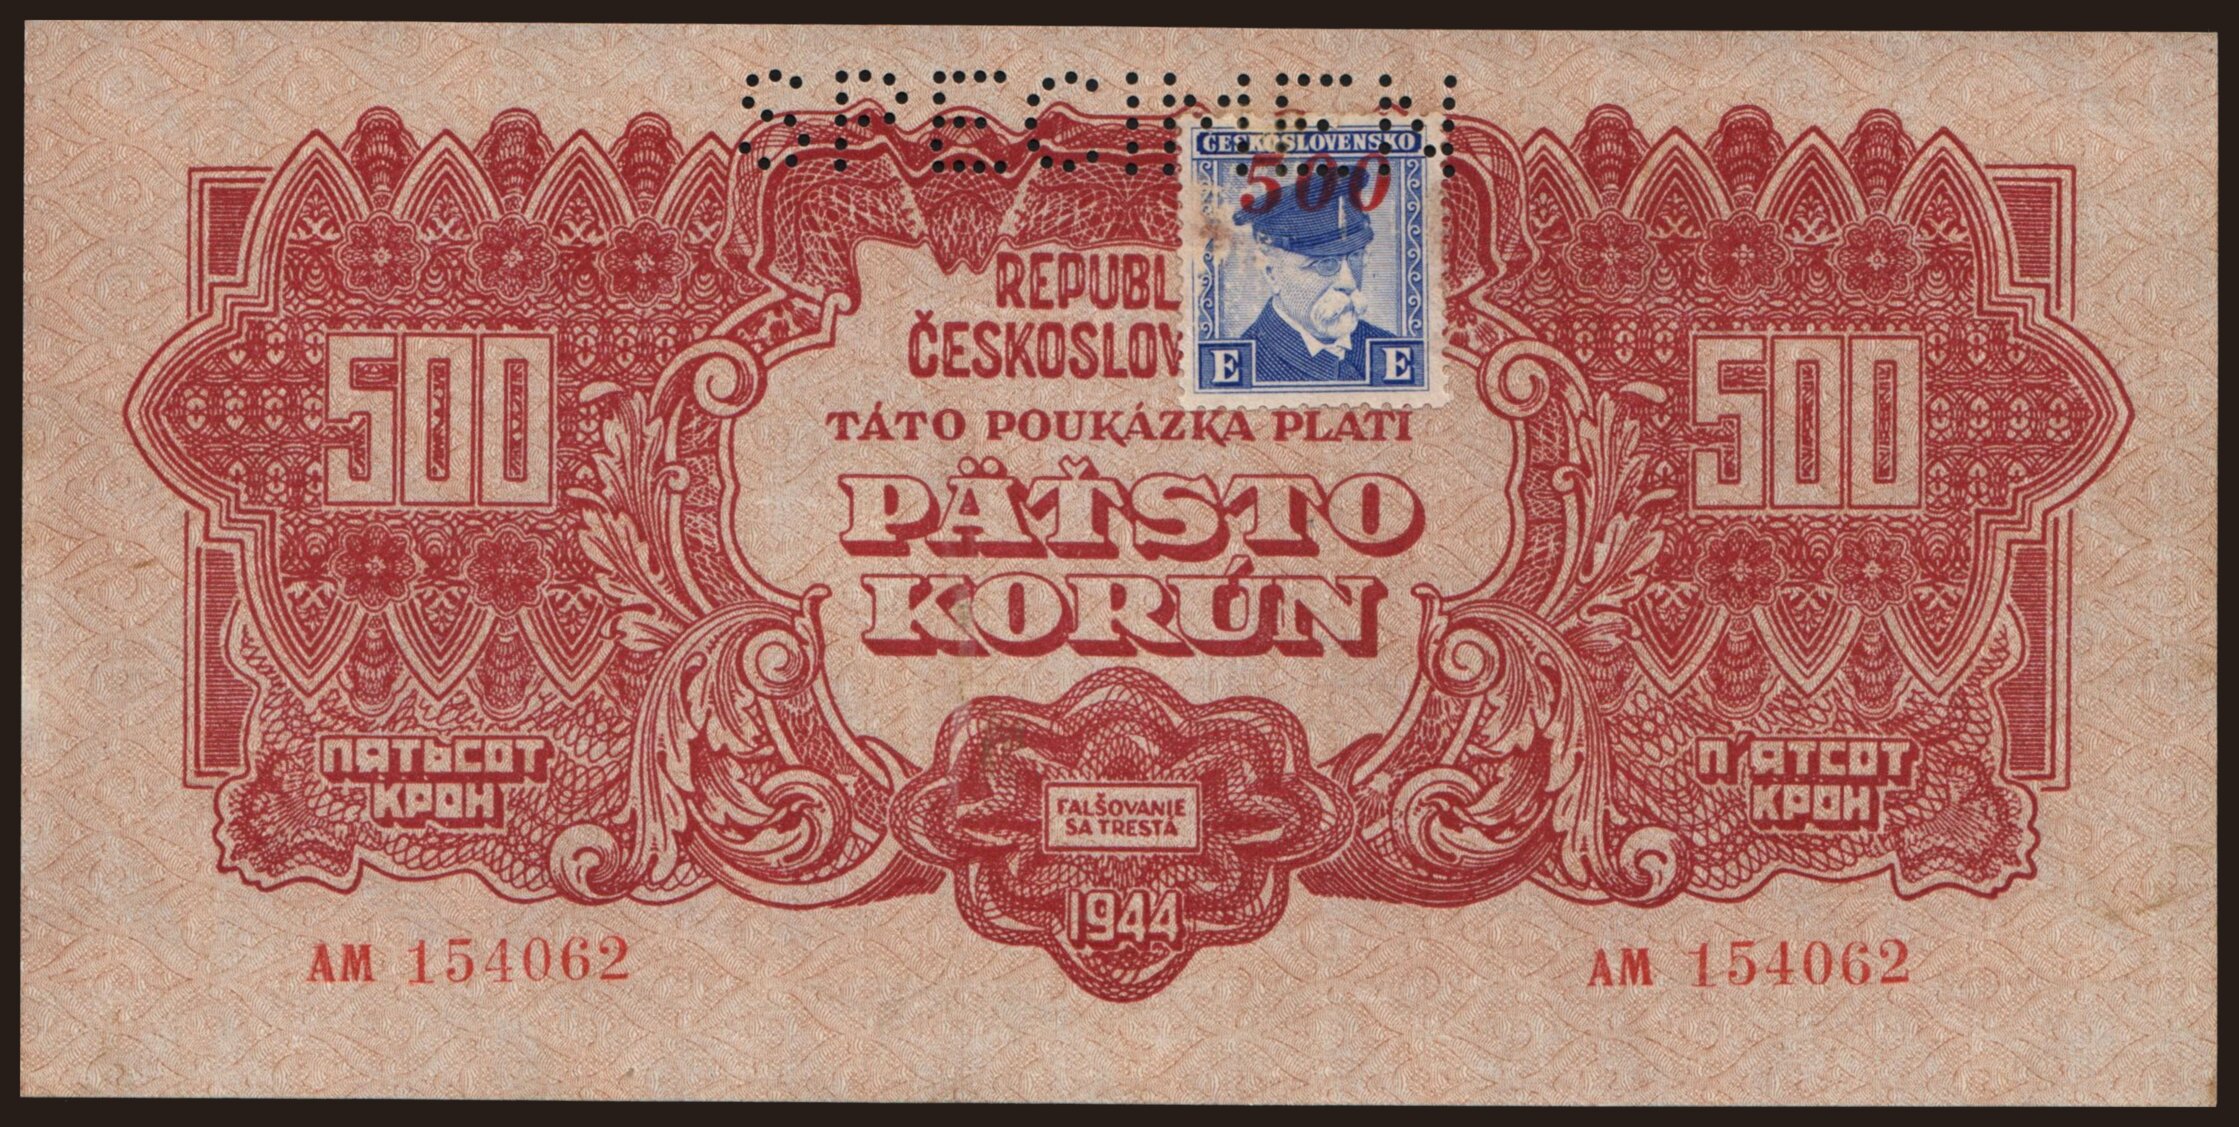 SPECIMEN
ČESKOSLOVENSKO
500
REPUBL
ČESKOSLOV
E E
TÁTO POUKÁZKA PLATÍ
500
PÄŤSTO
KORÚN
500
ПЯТЬСОТ
КРОН
FALŠOVANIE
SA TRESTÁ
П'ЯТСОТ
КРОН
1944
AM 154062
AM 154062